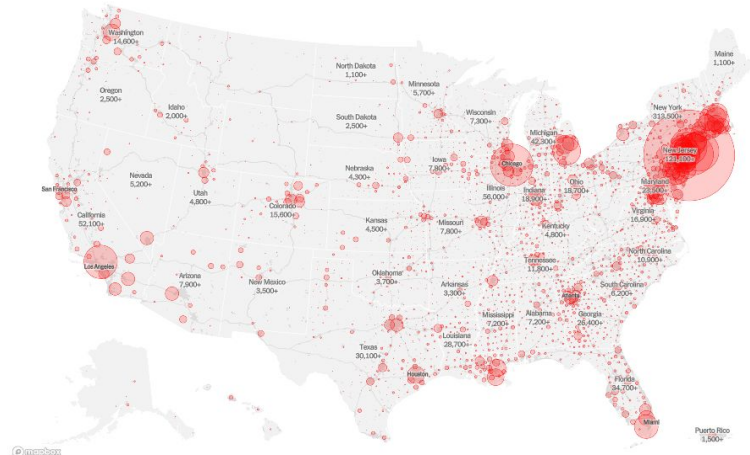 Washington
14,600+
Maine
1,100+
North Dakota
1,100+
Minnesota
5,700+
Oregon
2,500+
Idaho
2,000+
Wisconsin
7,300+
New York
313,500+
South Dakota
2,500+
Michigan
42,300+
New Jersey
Chicago
Nebraska
4,300+
Iowa
7,800+
Nevada
5,200+
Utah
4,800+
San Francisco
Illinois
56,000+
Indiana
18,900+
Ohio
18,700+
Maryland
Colorado
15,600+
California
52,100+
Virginia
16,900+
Kansas
4,500+
Missouri
7,800+
Kentucky
4,800+
North Carolina
10,900+
Los Angeles
Tennessee
11,800+
Arizona
7,900+
New Mexico
3,500+
Oklahoma
3,700+
Arkansas
3,300+
South Carolina
6,200+
Atlanta
Mississippi
7,200+
Alabama
7,200+
Georgia
26,400+
Louisiana
28,700+
Texas
30,100+
Houston
Florida
34,700+
Miami
Puerto Rico
1,500+
mapbox